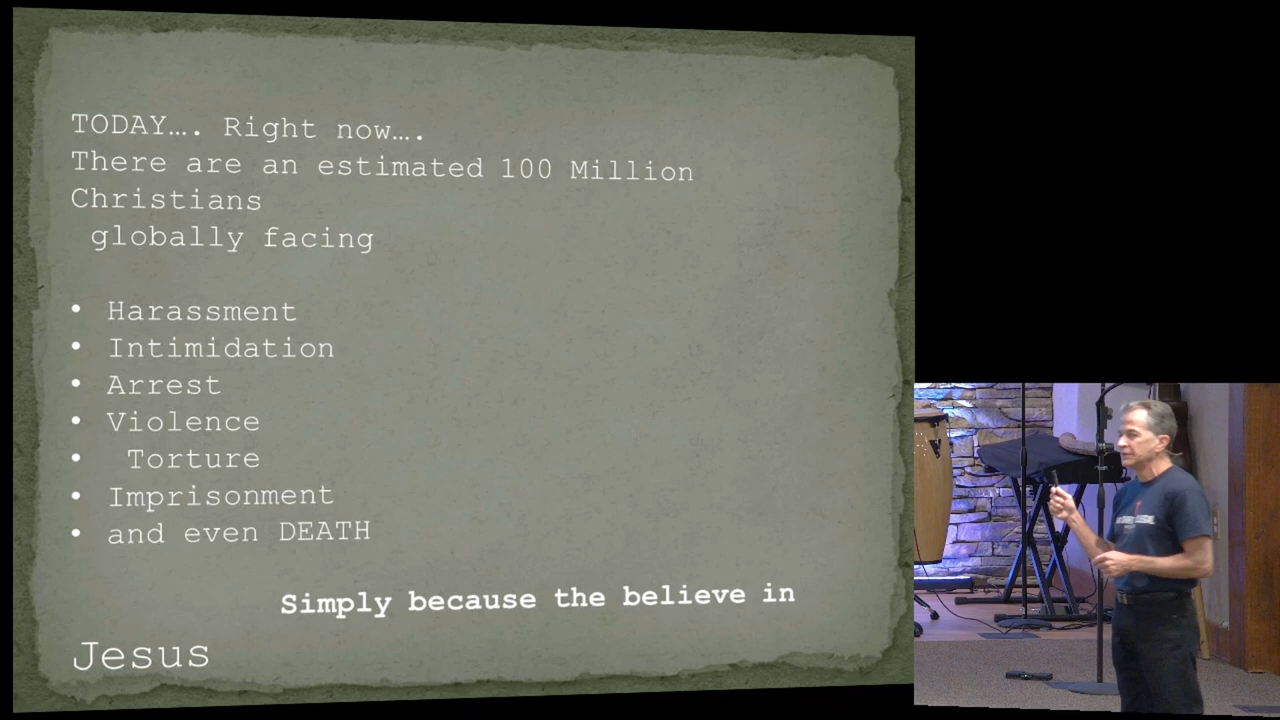 TODAY…. Right now….
There are an estimated 100 Million
Christians
globally facing
• Harassment
• Intimidation
• Arrest
• Violence
• Torture
• Imprisonment
• and even DEATH
Simply because the believe in
Jesus